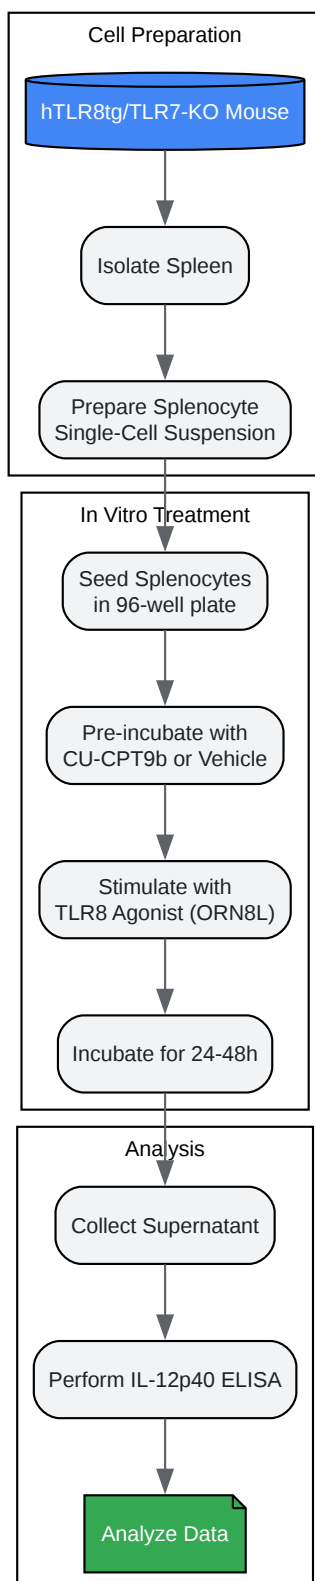 Cell Preparation
hTLR8tg/TLR7-KO Mouse
Isolate Spleen
Prepare Splenocyte
Single-Cell Suspension
In Vitro Treatment
Seed Splenocytes
in 96-well plate
Pre-incubate with
CU-CPT9b or Vehicle
Stimulate with
TLR8 Agonist (ORN8L)
Incubate for 24-48h
Analysis
Collect Supernatant
Perform IL-12p40 ELISA
Analyze Data